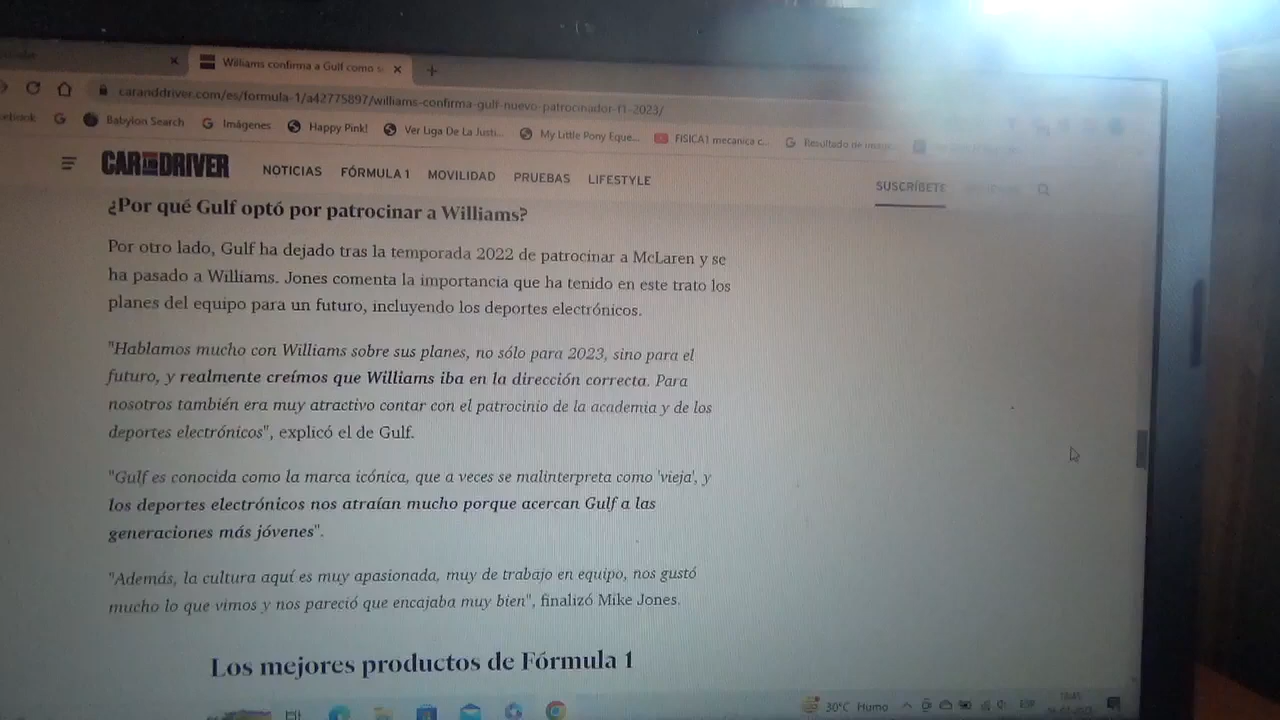 Williams confirma a Gulf como
caranddriver.com/es/formula-1/a42775897/williams-confirma-gulf-nuevo-patrocinador-f1-2023/
Babylon Search Imágenes Happy Pink! Ver Liga De La Justi... My Little Pony Eque... FISICA1 mecanica c... Resultado de
CAR AND DRIVER NOTICIAS FÓRMULA 1 MOVILIDAD PRUEBAS LIFESTYLE SUSCRÍBETE
¿Por qué Gulf optó por patrocinar a Williams?
Por otro lado, Gulf ha dejado tras la temporada 2022 de patrocinar a McLaren y se
ha pasado a Williams. Jones comenta la importancia que ha tenido en este trato los
planes del equipo para un futuro, incluyendo los deportes electrónicos.
"Hablamos mucho con Williams sobre sus planes, no sólo para 2023, sino para el
futuro, y realmente creímos que Williams iba en la dirección correcta. Para
nosotros también era muy atractivo contar con el patrocinio de la academia y de los
deportes electrónicos", explicó el de Gulf.
"Gulf es conocida como la marca icónica, que a veces se malinterpreta como 'vieja', y
los deportes electrónicos nos atraían mucho porque acercan Gulf a las
generaciones más jóvenes".
"Además, la cultura aquí es muy apasionada, muy de trabajo en equipo, nos gustó
mucho lo que vimos y nos pareció que encajaba muy bien", finalizó Mike Jones.
Los mejores productos de Fórmula 1
30°C Humo ESP